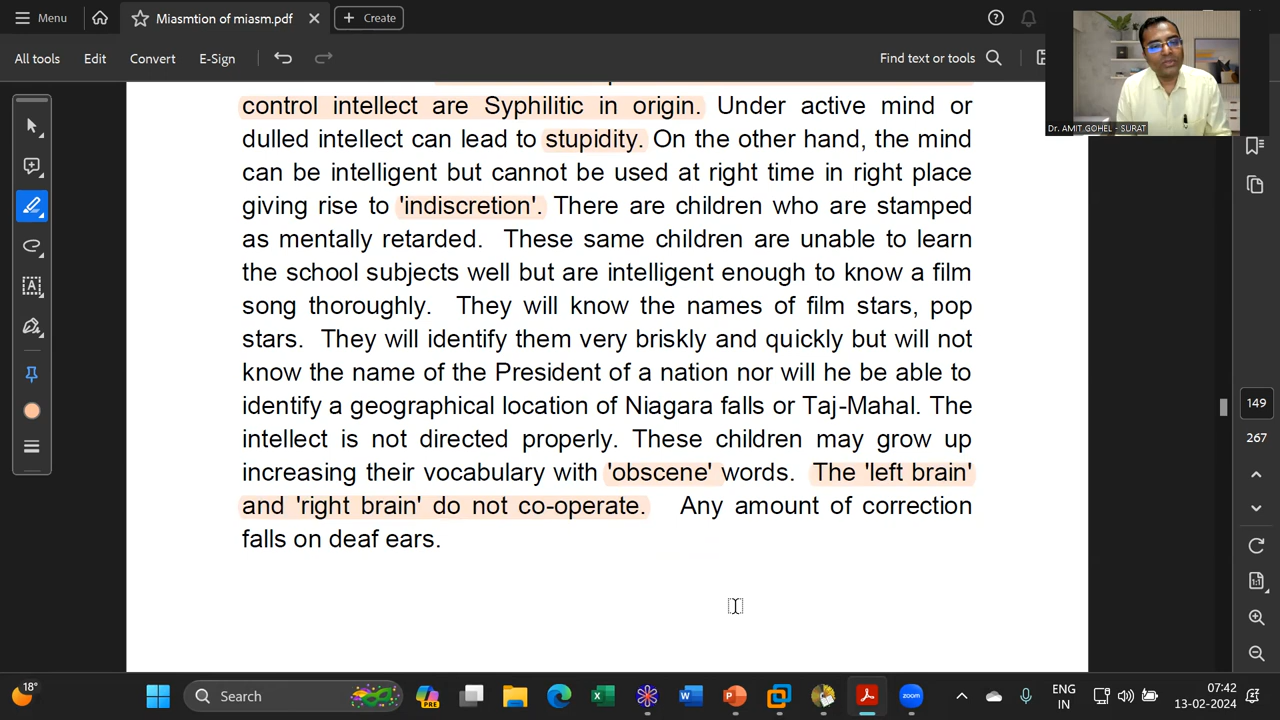 Menu
Miasmtion of miasm.pdf
Create
All tools
Edit
Convert
E-Sign
Find text or tools
Dr. AMIT.GOHEL - SURAT
control intellect are Syphilitic in origin. Under active mind or
dulled intellect can lead to stupidity. On the other hand, the mind
can be intelligent but cannot be used at right time in right place
giving rise to 'indiscretion'. There are children who are stamped
as mentally retarded. These same children are unable to learn
the school subjects well but are intelligent enough to know a film
song thoroughly. They will know the names of film stars, pop
stars. They will identify them very briskly and quickly but will not
know the name of the President of a nation nor will he be able to
identify a geographical location of Niagara falls or Taj-Mahal. The
intellect is not directed properly. These children may grow up
increasing their vocabulary with 'obscene' words. The 'left brain'
and 'right brain' do not co-operate. Any amount of correction
falls on deaf ears.
149
267
18°
Search
PRE
ENG
IN
07:42
13-02-2024